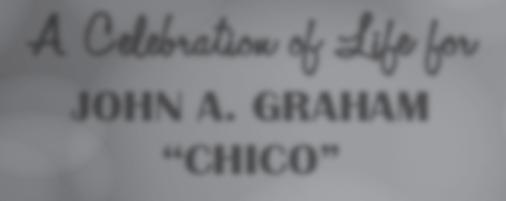 A Celebration of Life for
JOHN A. GRAHAM
“CHICO”